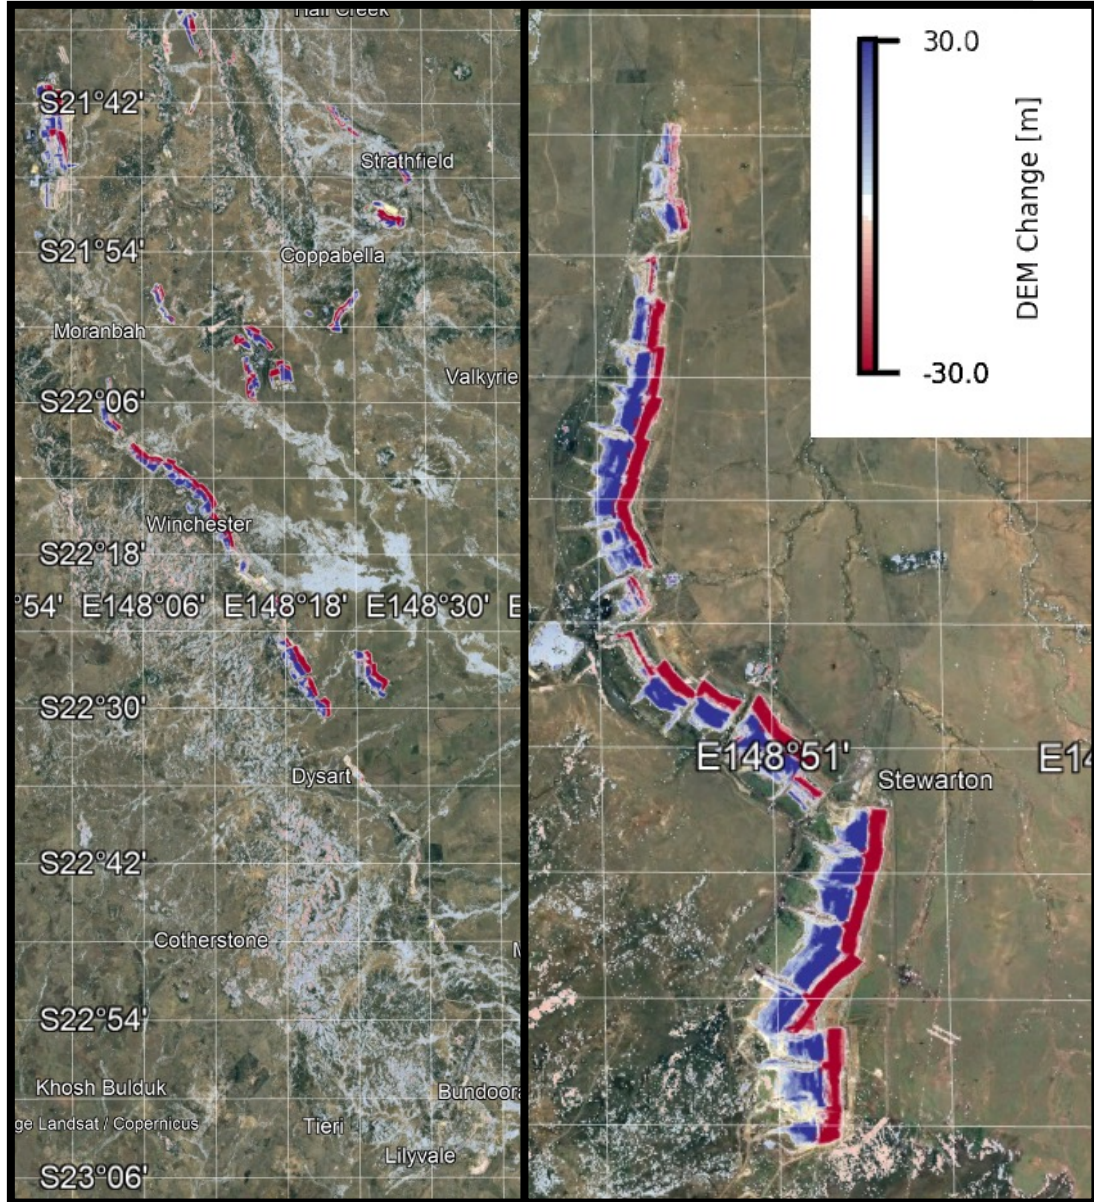 Hail Creek
S21°42'
Strathfield
S21°54'
Coppabella
Moranbah
Valkyrie
S22°06'
Winchester
S22°18'
°54' E148°06' E148°18' E148°30' E
S22°30'
Dysart
S22°42'
Cotherstone
M
S22°54'
Khosh Bulduk
Bundoora
ge Landsat / Copernicus
Tieri
Lilyvale
S23°06'
30.0
DEM Change [m]
-30.0
E148°51'
E14
Stewarton